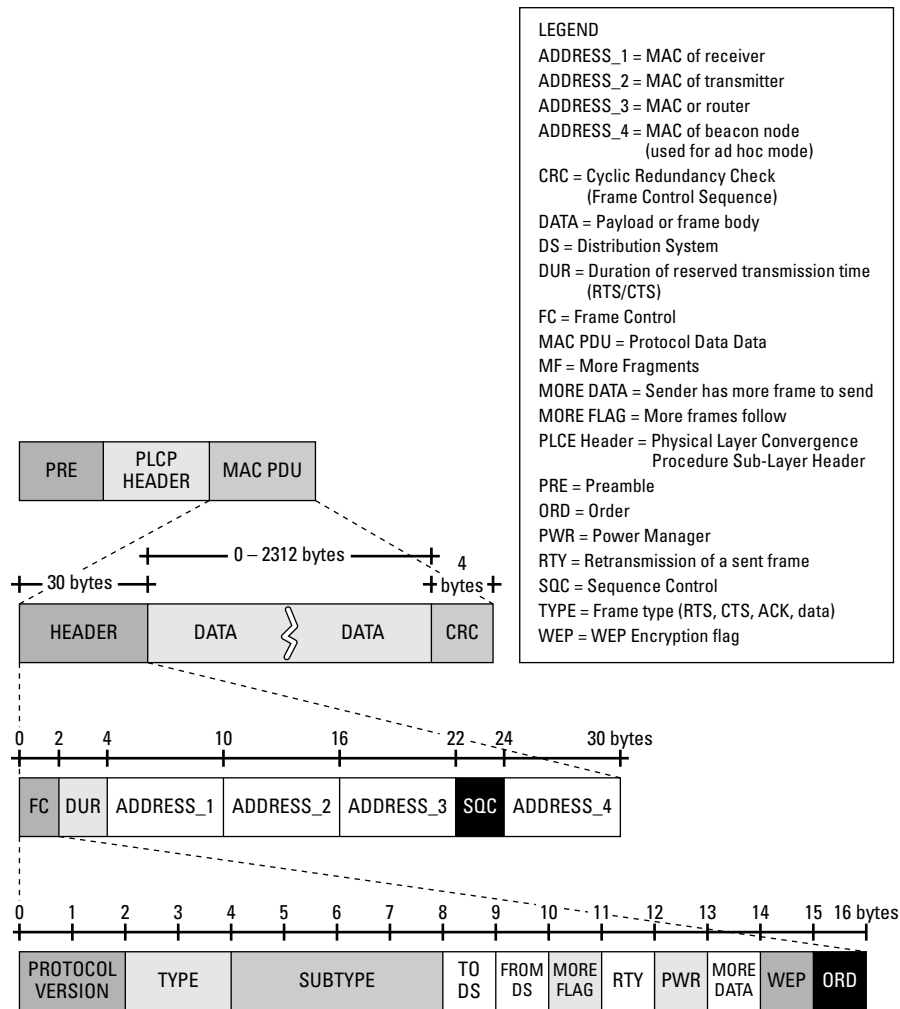 LEGEND
ADDRESS_1 = MAC of receiver
ADDRESS_2 = MAC of transmitter
ADDRESS_3 = MAC or router
ADDRESS_4 = MAC of beacon node
(used for ad hoc mode)
CRC = Cyclic Redundancy Check
(Frame Control Sequence)
DATA = Payload or frame body
DS = Distribution System
DUR = Duration of reserved transmission time
(RTS/CTS)
FC = Frame Control
MAC PDU = Protocol Data Data
MF = More Fragments
MORE DATA = Sender has more frame to send
MORE FLAG = More frames follow
PLCE Header = Physical Layer Convergence
Procedure Sub-Layer Header
PRE = Preamble
ORD = Order
PWR = Power Manager
RTY = Retransmission of a sent frame
SQC = Sequence Control
TYPE = Frame type (RTS, CTS, ACK, data)
WEP = WEP Encryption flag
PRE
PLCP
HEADER
MAC PDU
0 – 2312 bytes
4
bytes
30 bytes
HEADER
DATA
DATA
CRC
0 2 4 10 16 22 24 30 bytes
FC
DUR
ADDRESS_1
ADDRESS_2
ADDRESS_3
SQC
ADDRESS_4
0 1 2 3 4 5 6 7 8 9 10 11 12 13 14 15 16 bytes
PROTOCOL
VERSION
TYPE
SUBTYPE
TO
DS
FROM
DS
MORE
FLAG
RTY
PWR
MORE
DATA
WEP
ORD